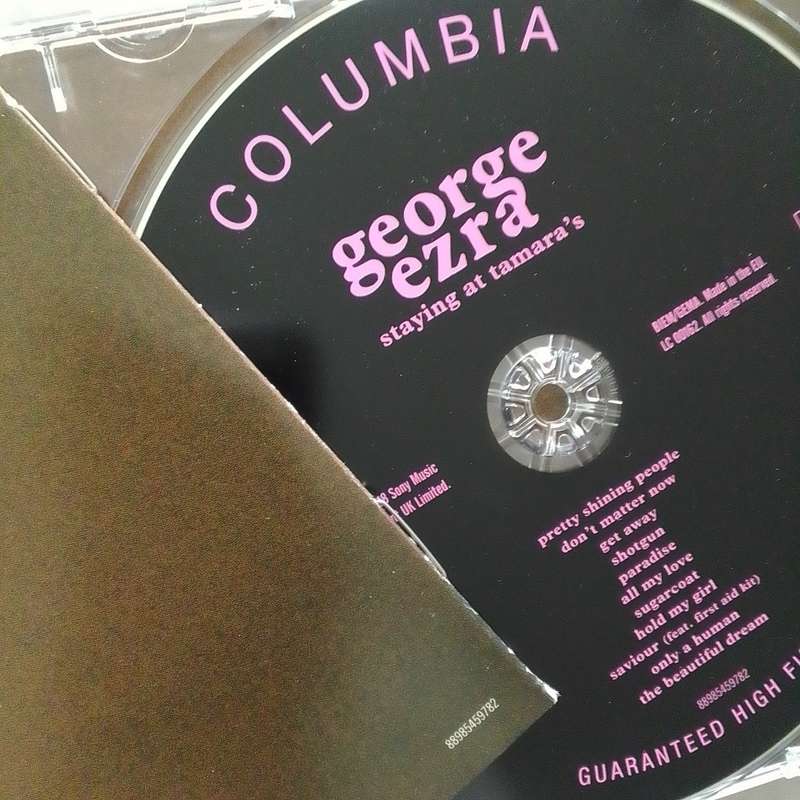 COLUMBIA
george
ezra
staying at tamara's
BIEM/GEMA. Made in the EU.
LC 00162. All rights reserved.
8 Sony Music
UK Limited.
pretty shining people
don't matter now
get away
shotgun
paradise
all my love
sugarcoat
hold my girl
saviour (feat. first aid kit)
only a human
the beautiful dream
88985459782
GUARANTEED HIGH
88985459782